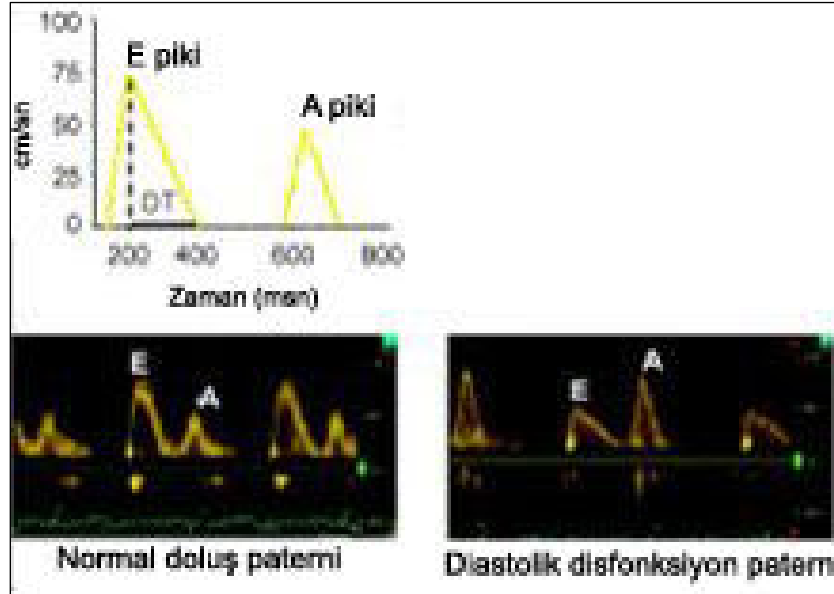 100
E piki
75
A piki
50
cm/sn
25
DT
0
200 400 600 800
Zaman (msn)
E
A
E
A
Normal doluş paterni
Diastolik disfonksiyon patern